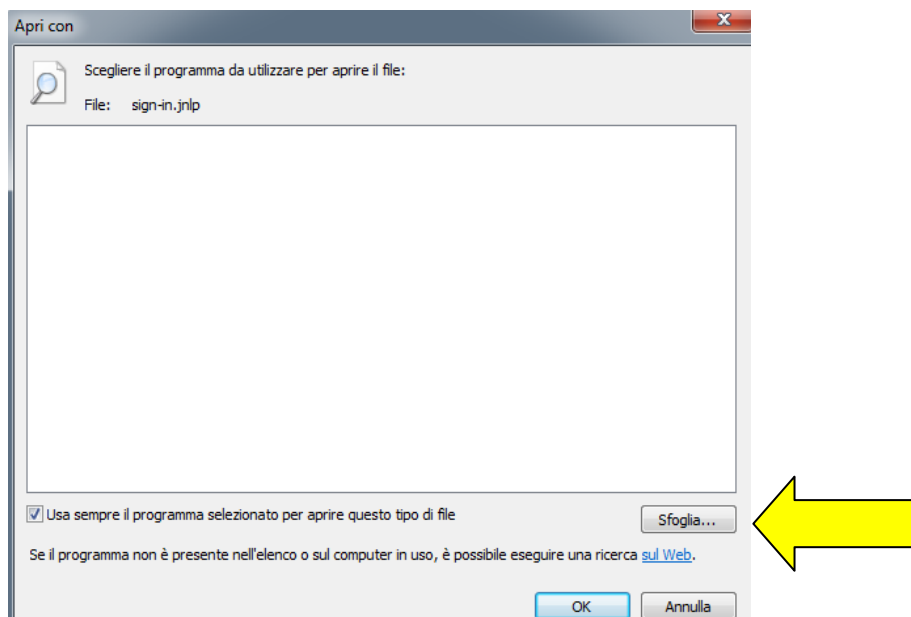 Apri con
Scegliere il programma da utilizzare per aprire il file:
File: sign-in.jnlp
Usa sempre il programma selezionato per aprire questo tipo di file
Sfoglia...
Se il programma non è presente nell'elenco o sul computer in uso, è possibile eseguire una ricerca sul Web.
OK Annulla